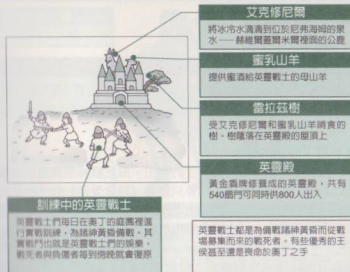 艾克修尼爾
將冰冷水滴滴到位於尼弗海姆的泉
水——赫維爾蓋爾米爾裡面的公鹿
蜜乳山羊
提供蜜酒給英靈戰士的母山羊
雷拉茲樹
受艾克修尼爾和蜜乳山羊啃食的
樹。樹蔭落在英靈殿的屋頂上
英靈殿
黃金盾牌修葺成的英靈殿，共有
540扇門可同時供800人出入
訓練中的英靈戰士
英靈戰士們每日在奧丁的庭園裡進
行實戰訓練，為諸神黃昏備戰。其
實戰鬥也就是英靈戰士們的娛樂，
戰死者與負傷者每到傍晚就會復原
英靈戰士都是為備戰諸神黃昏而從戰
場募集而來的戰死者。有些優秀的王
侯甚至還是喪命於奧丁之手